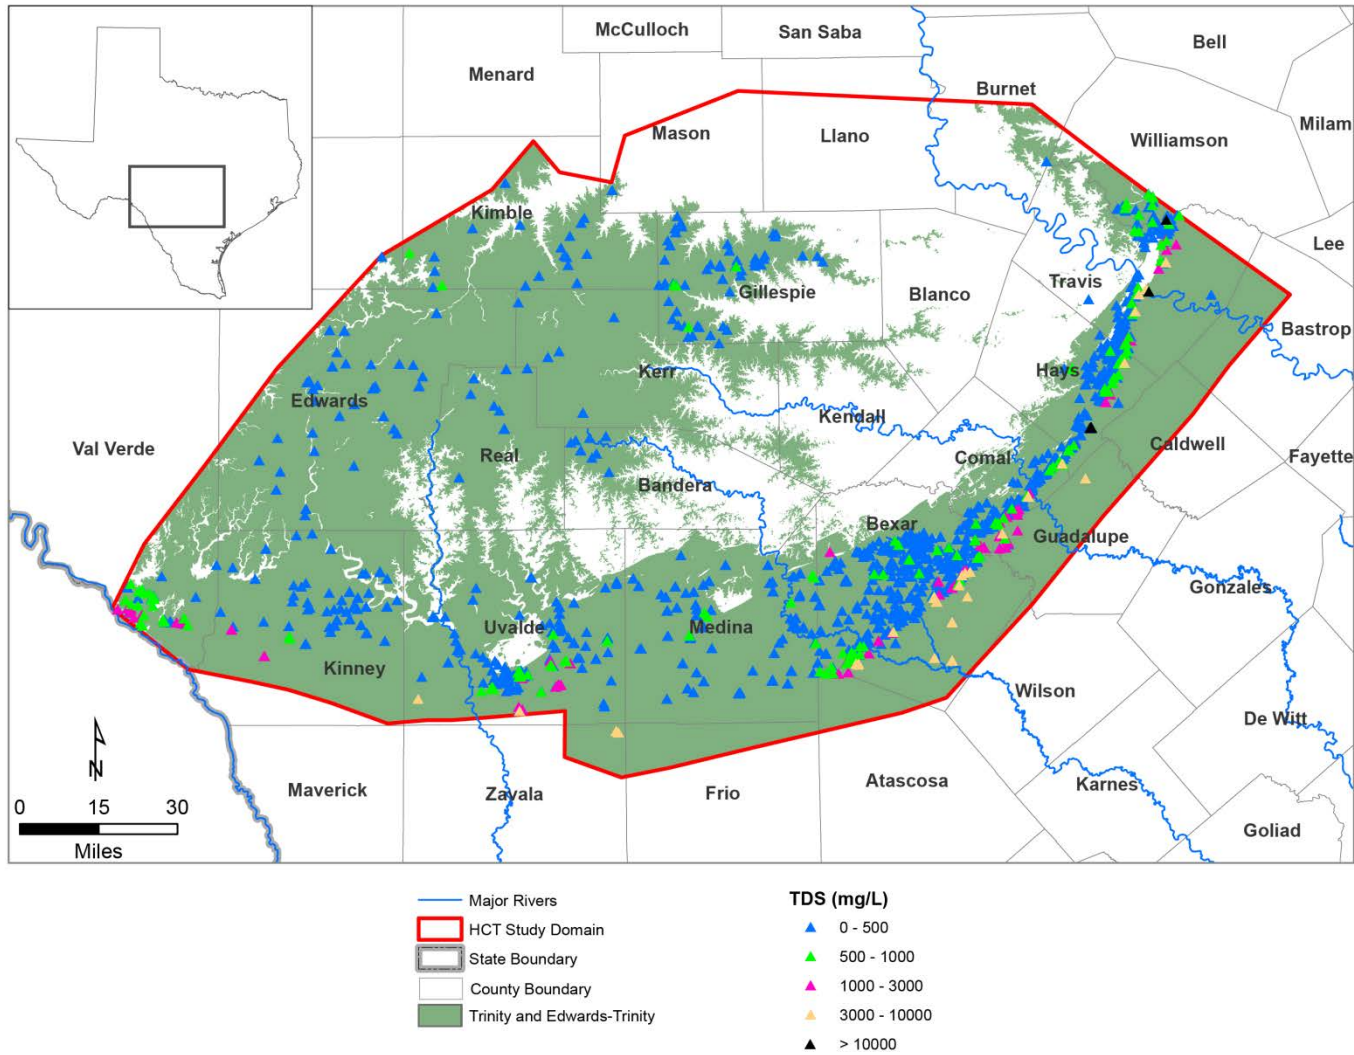 McCulloch
San Saba
Bell
Menard
Burnet
Milam
Mason
Llano
Williamson
Kimble
Lee
Travis
Gillespie
Blanco
Bastrop
Kerr
Hays
Edwards
Kendall
Val Verde
Real
Comal
Caldwell
Fayette
Bandera
Bexar
Guadalupe
Gonzales
Uvalde
Medina
Kinney
Wilson
De Witt
N
Maverick
Zavala
Frio
Atascosa
Karnes
0 15 30
Miles
Goliad
Major Rivers
HCT Study Domain
State Boundary
County Boundary
Trinity and Edwards-Trinity
TDS (mg/L)
0 - 500
500 - 1000
1000 - 3000
3000 - 10000
> 10000